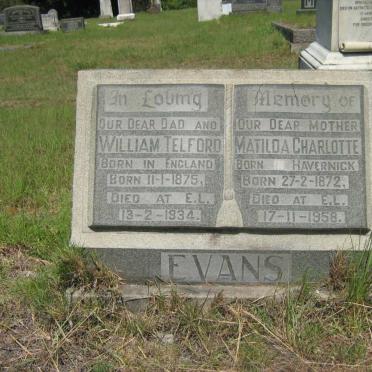 In Loving
Our Dear Dad and
William Telford
Born in England
Born 11-1-1875,
Died at E.L.
13-2-1934.
Memory of
Our Dear Mother
Matilda Charlotte
Born Havernick
Born 27-2-1872,
Died at E.L.
17-11-1958.
EVANS